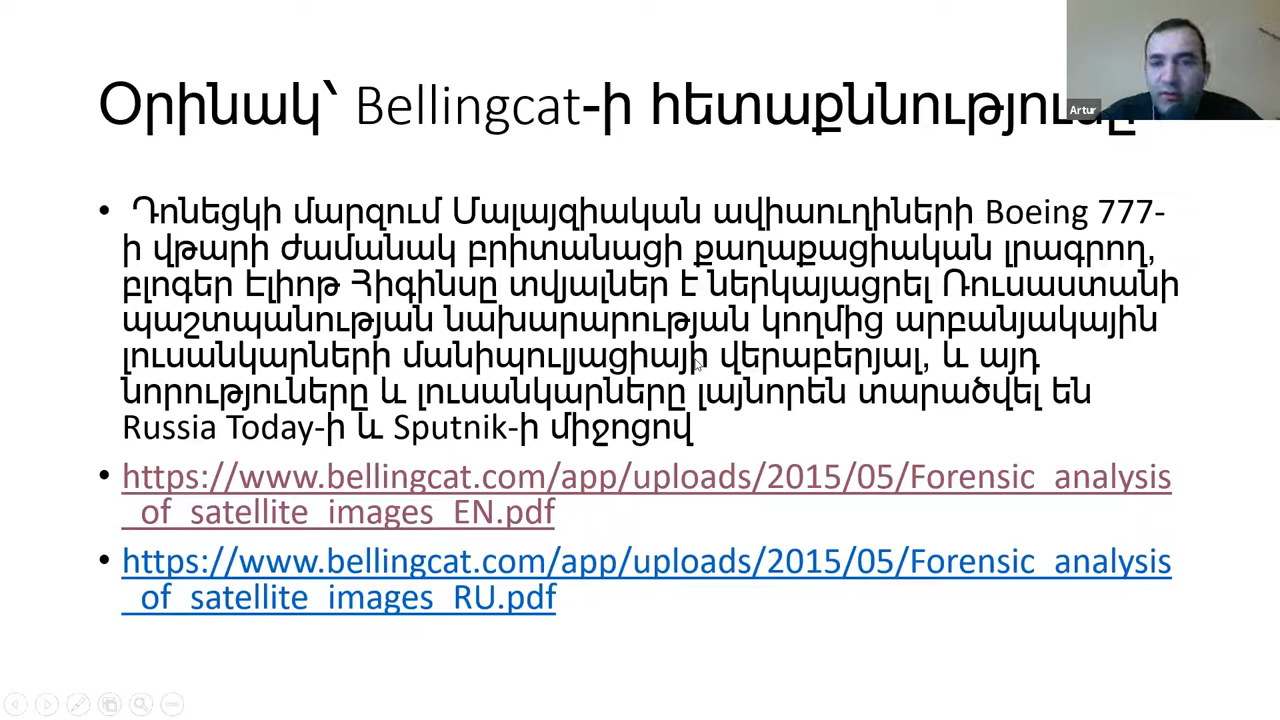 Օրինակ՝ Bellingcat-ի հետաքննությունը
Artur
• Դոնեցկի մարզում Մալայզիական ավիաուղիների Boeing 777-
ի վթարի ժամանակ բրիտանացի քաղաքացիական լրագրող,
բլոգեր Էլիոթ Հիգինսը տվյալներ է ներկայացրել Ռուսաստանի
պաշտպանության նախարարության կողմից արբանյակային
լուսանկարների մանիպուլյացիայի վերաբերյալ, և այդ
նորություները և լուսանկարները լայնորեն տարածվել են
Russia Today-ի և Sputnik-ի միջոցով
• https://www.bellingcat.com/app/uploads/2015/05/Forensic_analysis
_of_satellite_images_EN.pdf
• https://www.bellingcat.com/app/uploads/2015/05/Forensic_analysis
_of_satellite_images_RU.pdf